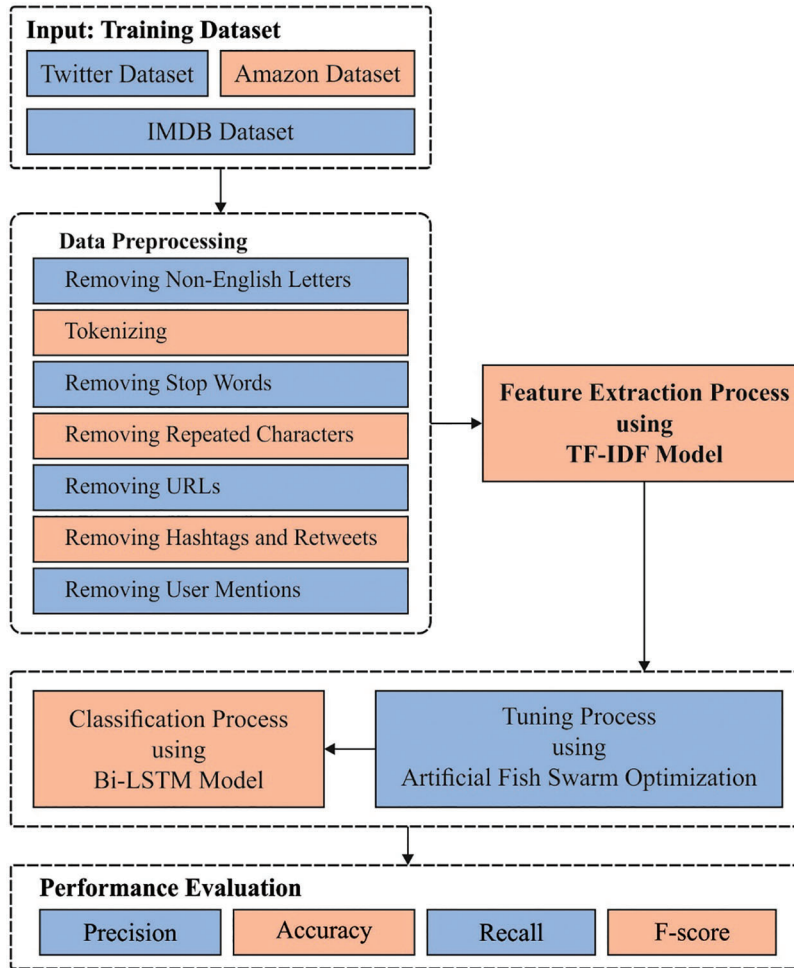 Input: Training Dataset
Twitter Dataset
Amazon Dataset
IMDB Dataset
Data Preprocessing
Removing Non-English Letters
Tokenizing
Removing Stop Words
Removing Repeated Characters
Removing URLs
Removing Hashtags and Retweets
Removing User Mentions
Feature Extraction Process
using
TF-IDF Model
Classification Process
using
Bi-LSTM Model
Tuning Process
using
Artificial Fish Swarm Optimization
Performance Evaluation
Precision
Accuracy
Recall
F-score